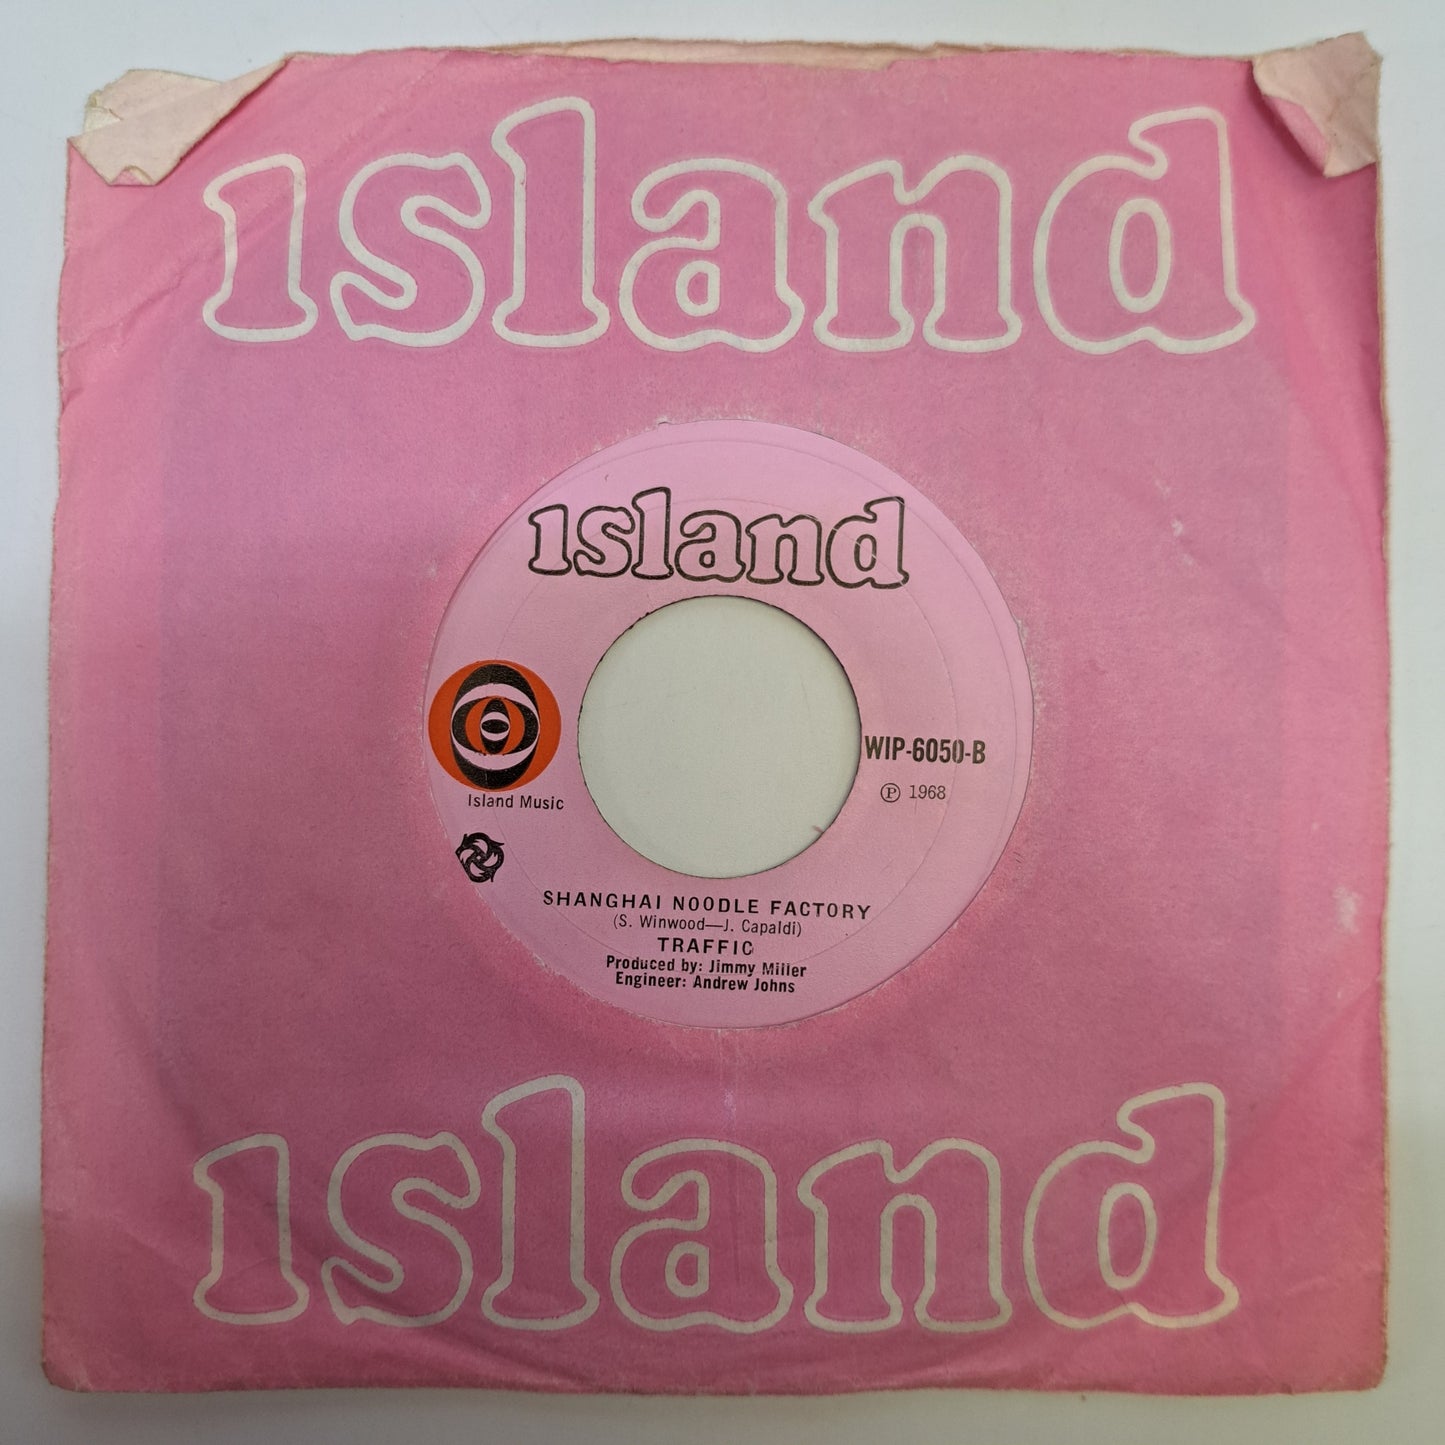 island
island
Island Music
WIP-6050-B
Ⓟ 1968
SHANGHAI NOODLE FACTORY
(S. Winwood—J. Capaldi)
TRAFFIC
Produced by: Jimmy Miller
Engineer: Andrew Johns
island